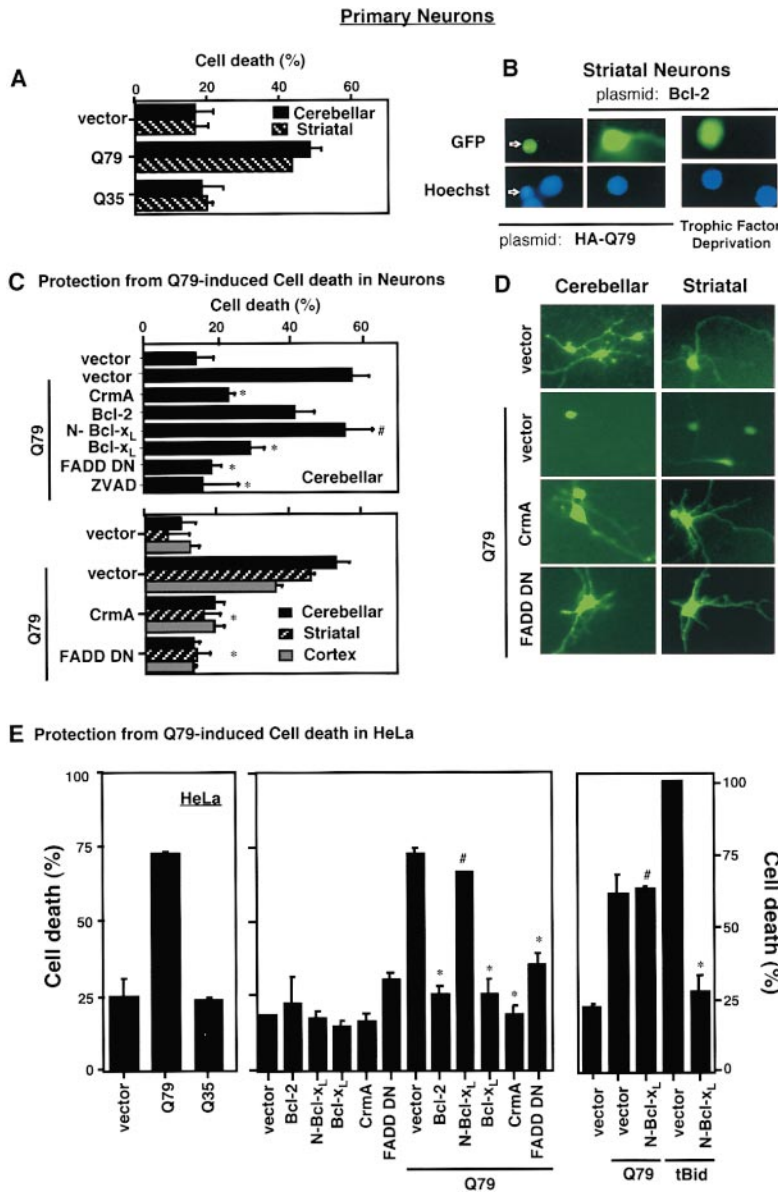 Primary Neurons
A
Cell death (%)
0 20 40 60
vector
Q79
Q35
Cerebellar
Striatal
B
Striatal Neurons
plasmid: Bcl-2
GFP
Hoechst
plasmid: HA-Q79
Trophic Factor
Deprivation
C Protection from Q79-induced Cell death in Neurons
Cell death (%)
0 20 40 60
vector
vector
CrmA *
Bcl-2
N- Bcl-xL #
Bcl-xL *
FADD DN *
ZVAD *
Q79
Cerebellar
vector
vector
CrmA *
FADD DN *
Q79
Cerebellar
Striatal
Cortex
D
Cerebellar Striatal
vector
vector
CrmA
FADD DN
Q79
E Protection from Q79-induced Cell death in HeLa
Cell death (%)
100
75
50
25
0
HeLa
vector
Q79
Q35
* # * * *
vector
Bcl-2
N-Bcl-xL
Bcl-xL
CrmA
FADD DN
vector
Bcl-2
N-Bcl-xL
Bcl-xL
CrmA
FADD DN
Q79
# *
100
75
50
25
0
Cell death (%)
vector
vector
N-Bcl-xL
vector
N-Bcl-xL
Q79 tBid